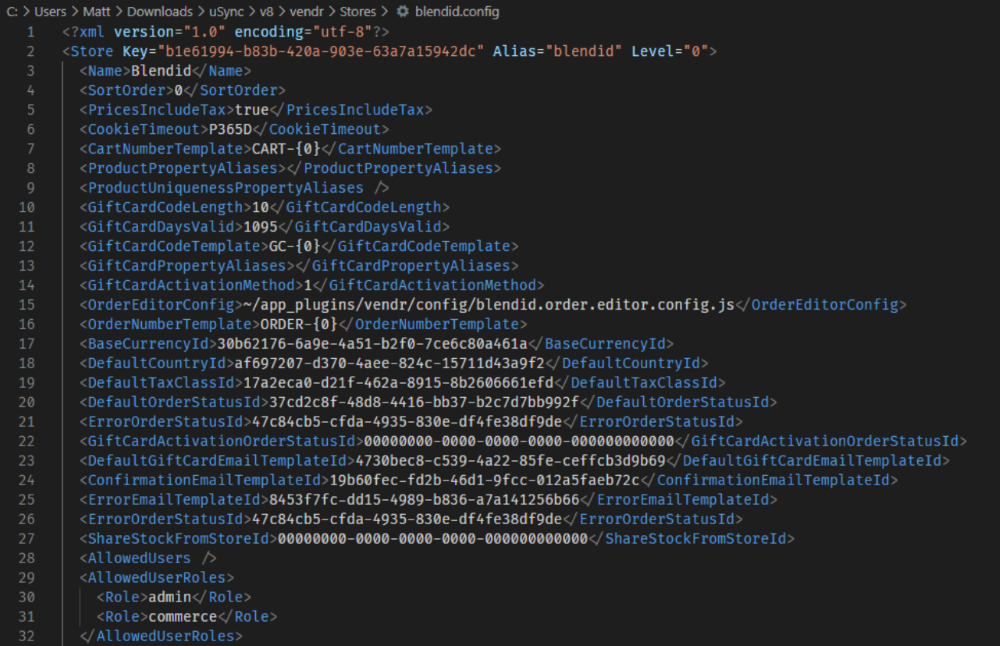 C: > Users > Matt > Downloads > uSync > v8 > vendr > Stores > blendid.config
1 <?xml version="1.0" encoding="utf-8"?>
2 <Store Key="b1e61994-b83b-420a-903e-63a7a15942dc" Alias="blendid" Level="0">
3 <Name>Blendid</Name>
4 <SortOrder>0</SortOrder>
5 <PricesIncludeTax>true</PricesIncludeTax>
6 <CookieTimeout>P365D</CookieTimeout>
7 <CartNumberTemplate>CART-{0}</CartNumberTemplate>
8 <ProductPropertyAliases></ProductPropertyAliases>
9 <ProductUniquenessPropertyAliases />
10 <GiftCardCodeLength>10</GiftCardCodeLength>
11 <GiftCardDaysValid>1095</GiftCardDaysValid>
12 <GiftCardCodeTemplate>GC-{0}</GiftCardCodeTemplate>
13 <GiftCardPropertyAliases></GiftCardPropertyAliases>
14 <GiftCardActivationMethod>1</GiftCardActivationMethod>
15 <OrderEditorConfig>~/app_plugins/vendr/config/blendid.order.editor.config.js</OrderEditorConfig>
16 <OrderNumberTemplate>ORDER-{0}</OrderNumberTemplate>
17 <BaseCurrencyId>30b62176-6a9e-4a51-b2f0-7ce6c80a461a</BaseCurrencyId>
18 <DefaultCountryId>af697207-d370-4aee-824c-15711d43a9f2</DefaultCountryId>
19 <DefaultTaxClassId>17a2eca0-d21f-462a-8915-8b2606661efd</DefaultTaxClassId>
20 <DefaultOrderStatusId>37cd2c8f-48d8-4416-bb37-b2c7d7bb992f</DefaultOrderStatusId>
21 <ErrorOrderStatusId>47c84cb5-cfda-4935-830e-df4fe38df9de</ErrorOrderStatusId>
22 <GiftCardActivationOrderStatusId>00000000-0000-0000-0000-000000000000</GiftCardActivationOrderStatusId>
23 <DefaultGiftCardEmailTemplateId>4730bec8-c539-4a22-85fe-ceffcb3d9b69</DefaultGiftCardEmailTemplateId>
24 <ConfirmationEmailTemplateId>19b60fec-fd2b-46d1-9fcc-012a5faeb72c</ConfirmationEmailTemplateId>
25 <ErrorEmailTemplateId>8453f7fc-dd15-4989-b836-a7a141256b66</ErrorEmailTemplateId>
26 <ErrorOrderStatusId>47c84cb5-cfda-4935-830e-df4fe38df9de</ErrorOrderStatusId>
27 <ShareStockFromStoreId>00000000-0000-0000-0000-000000000000</ShareStockFromStoreId>
28 <AllowedUsers />
29 <AllowedUserRoles>
30 <Role>admin</Role>
31 <Role>commerce</Role>
32 </AllowedUserRoles>